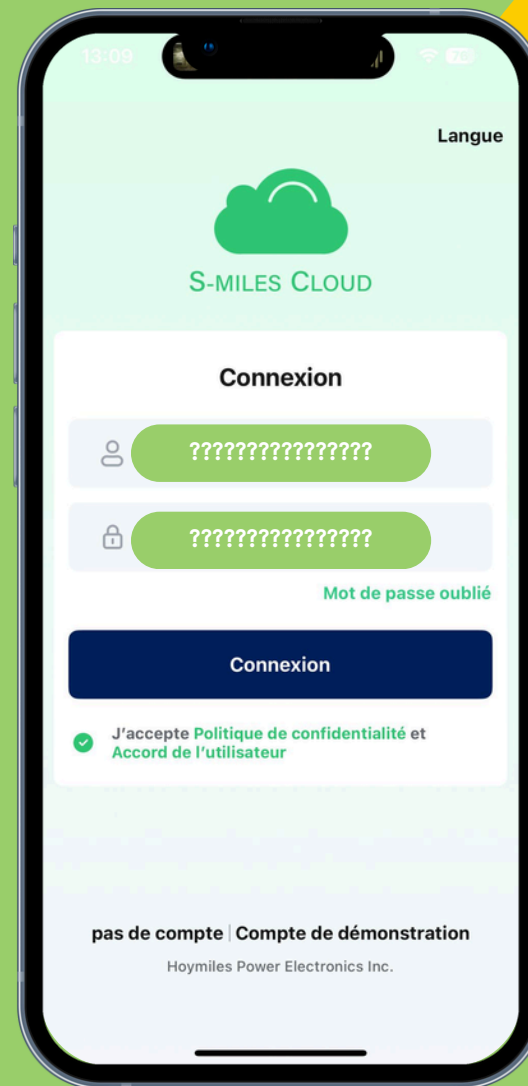 13:09
76
Langue
S-MILES CLOUD
Connexion
????????????????
????????????????
Mot de passe oublié
Connexion
J'accepte Politique de confidentialité et
Accord de l'utilisateur
pas de compte | Compte de démonstration
Hoymiles Power Electronics Inc.